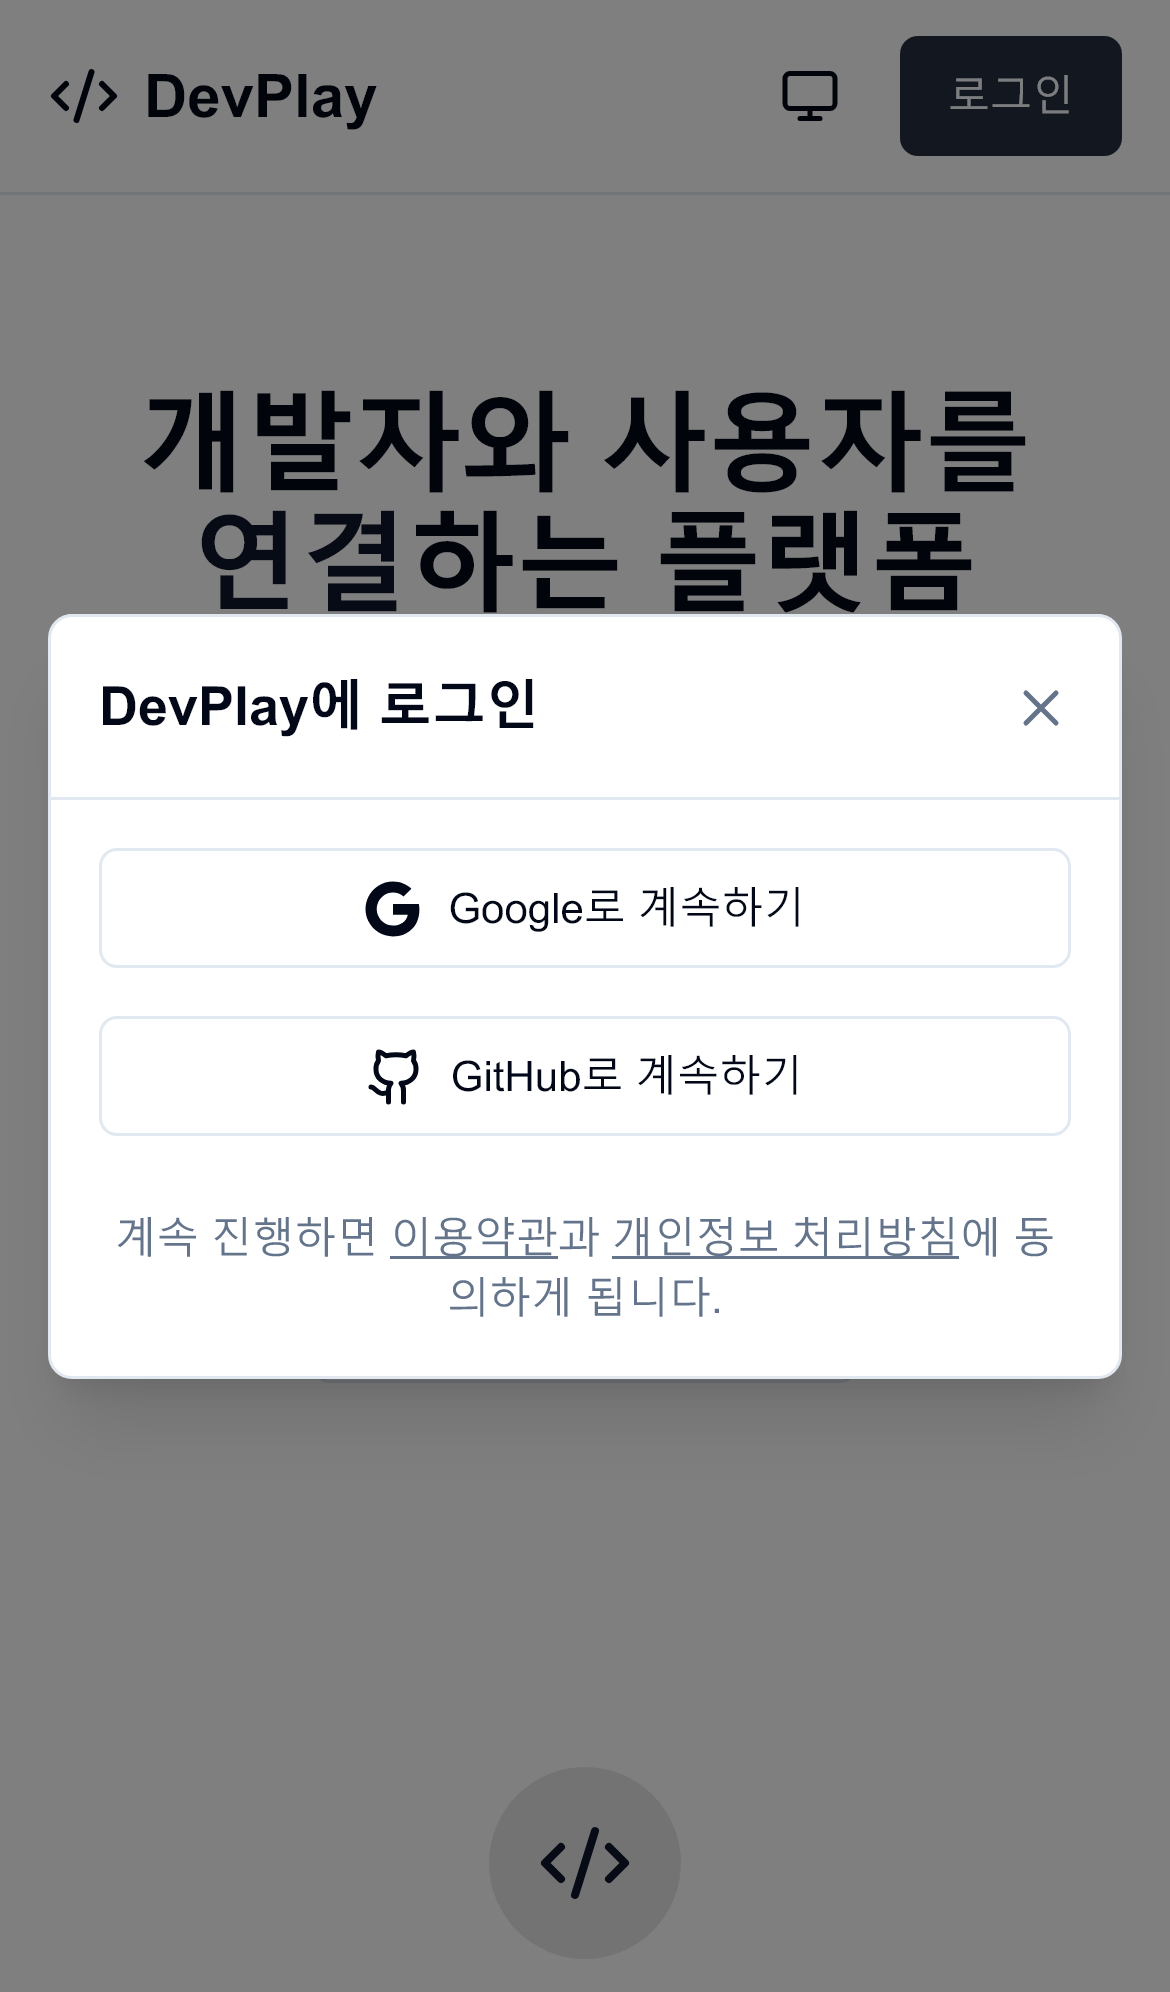 DevPlay
로그인
개발자와 사용자를
연결하는 플랫폼
DevPlay에 로그인
Google로 계속하기
GitHub로 계속하기
계속 진행하면 이용약관과 개인정보 처리방침에 동
의하게 됩니다.